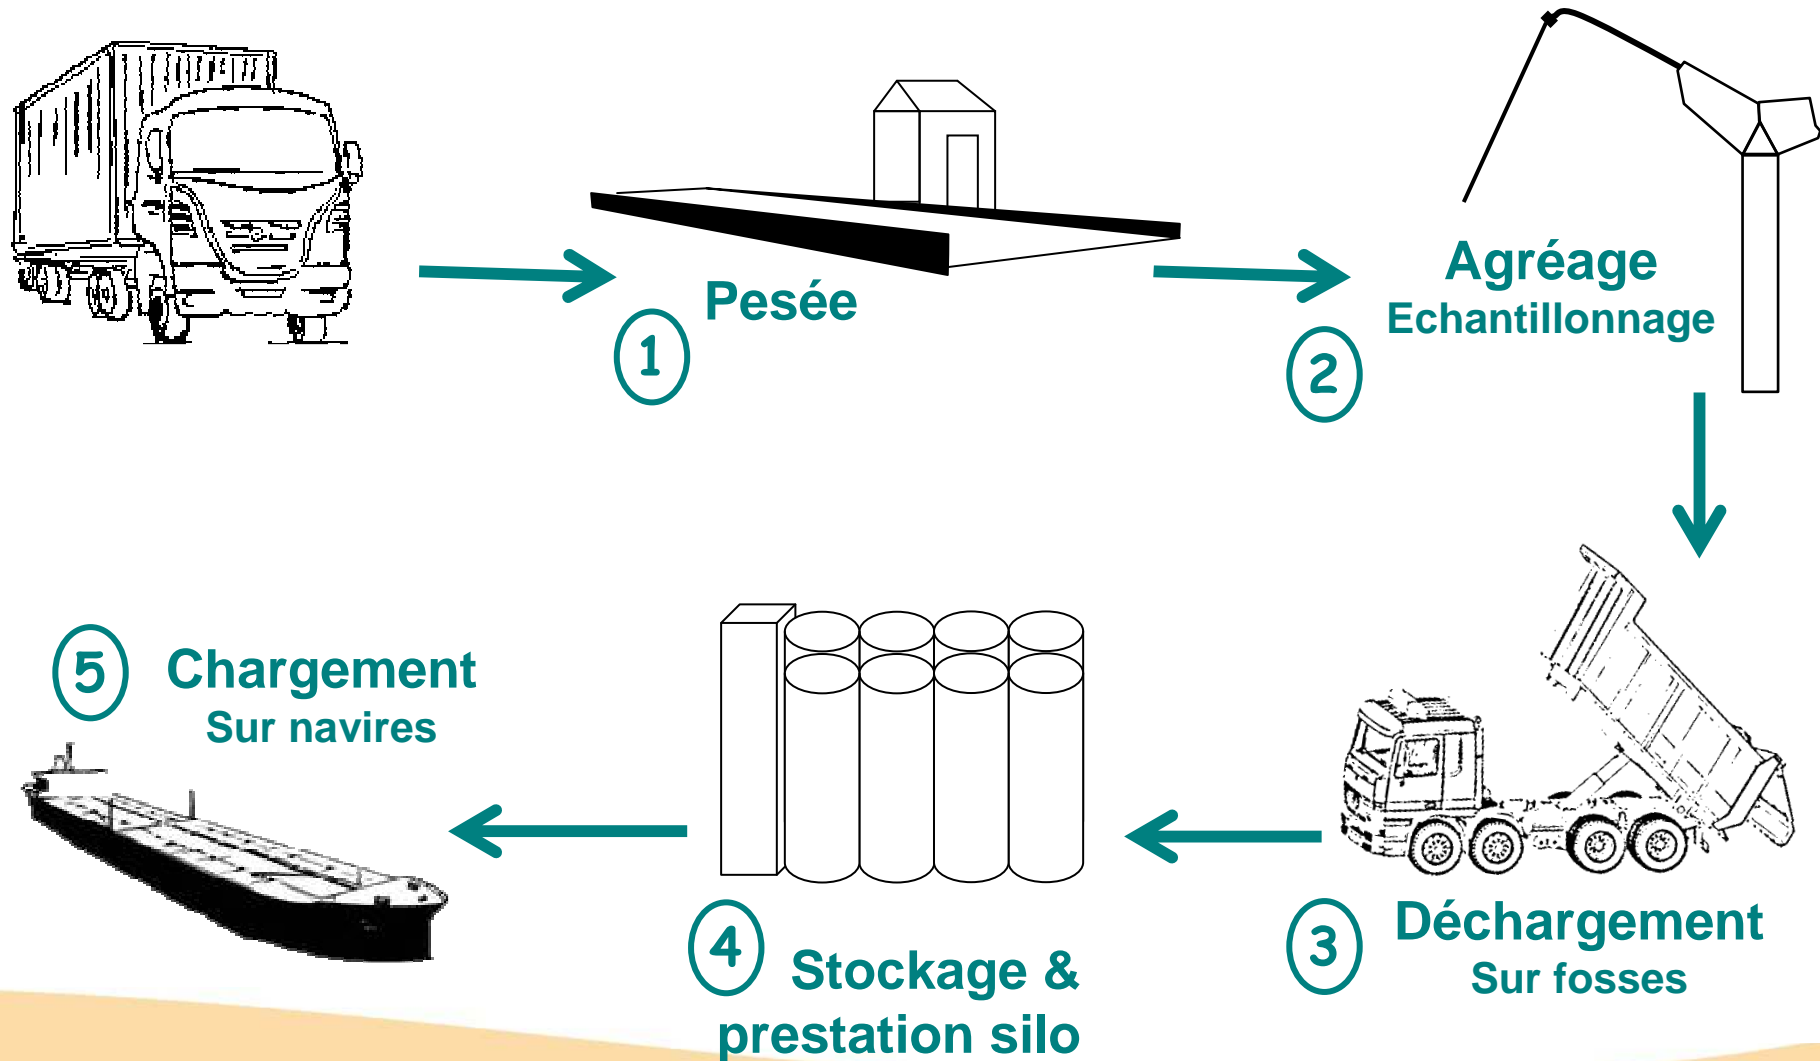 1
Pesée
2
Agréage
Echantillonnage
3
Déchargement
Sur fosses
4
Stockage &
prestation silo
5
Chargement
Sur navires